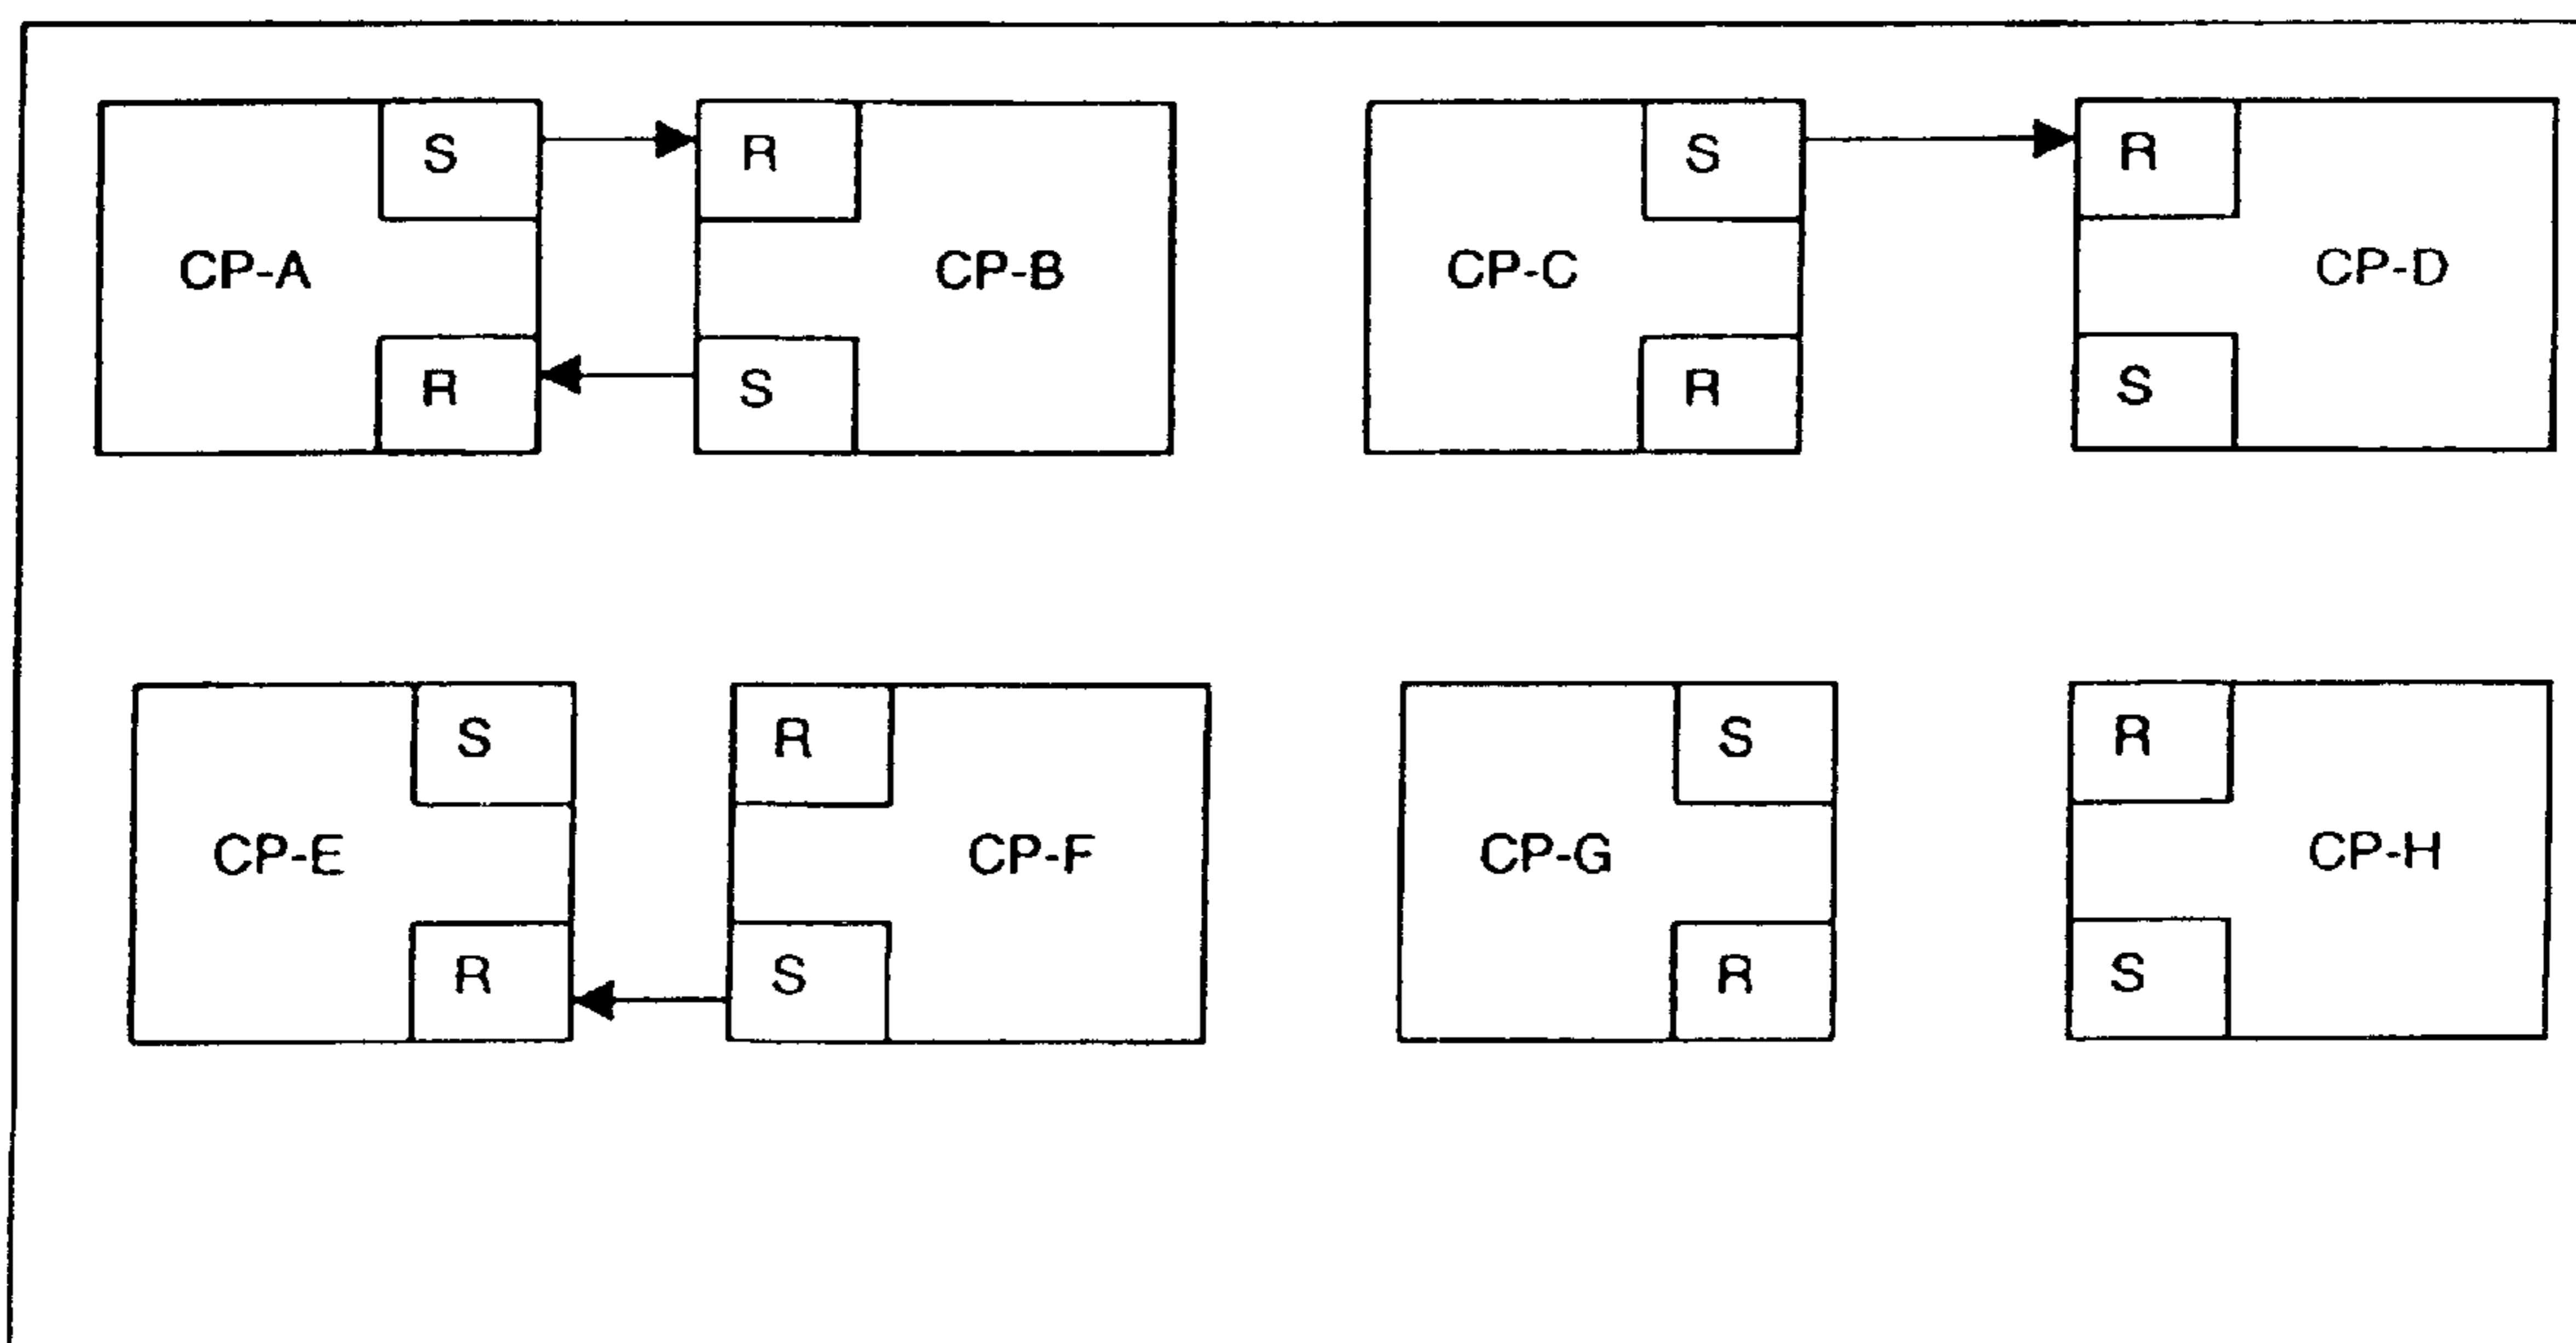 S R S R
CP-A CP-B CP-C CP-D
R S R S
S R S R
CP-E CP-F CP-G CP-H
R S R S